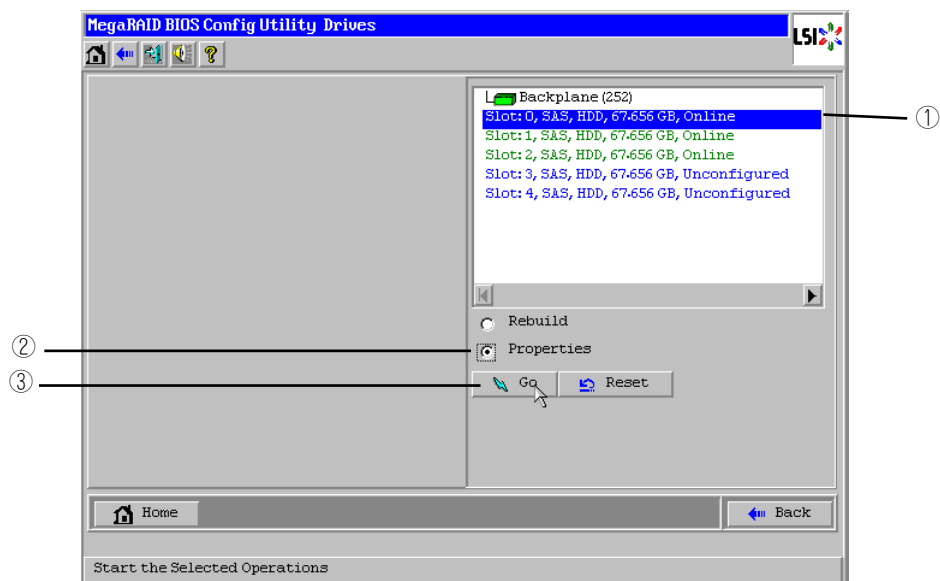 MegaRAID BIOS Config Utility Drives
LSI
Backplane (252)
Slot: 0, SAS, HDD, 67.656 GB, Online
①
Slot: 1, SAS, HDD, 67.656 GB, Online
Slot: 2, SAS, HDD, 67.656 GB, Online
Slot: 3, SAS, HDD, 67.656 GB, Unconfigured
Slot: 4, SAS, HDD, 67.656 GB, Unconfigured
Rebuild
② Properties
③ Go Reset
Home Back
Start the Selected Operations